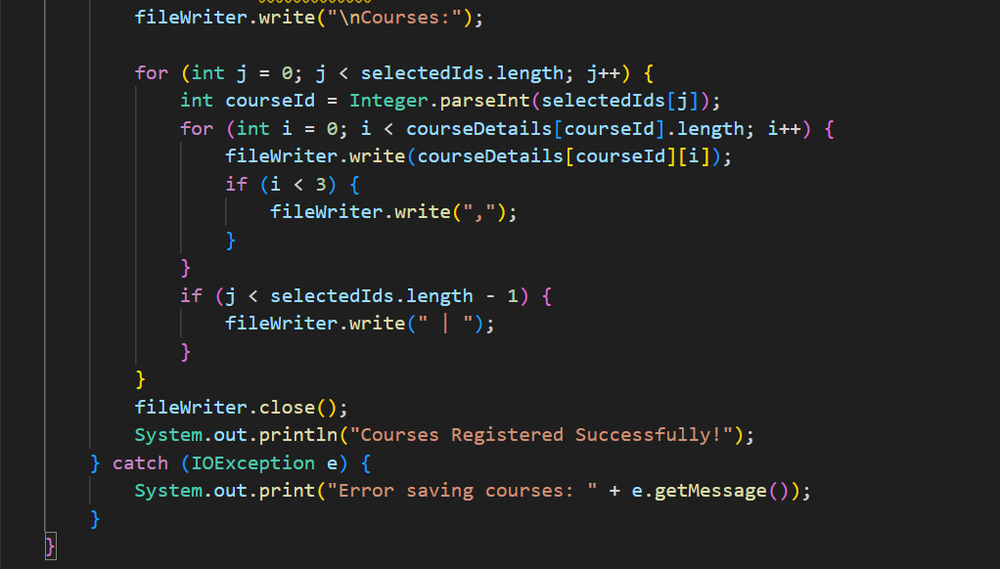 fileWriter.write("\nCourses:");
for (int j = 0; j < selectedIds.length; j++) {
int courseId = Integer.parseInt(selectedIds[j]);
for (int i = 0; i < courseDetails[courseId].length; i++) {
fileWriter.write(courseDetails[courseId][i]);
if (i < 3) {
fileWriter.write(",");
}
}
if (j < selectedIds.length - 1) {
fileWriter.write(" | ");
}
}
fileWriter.close();
System.out.println("Courses Registered Successfully!");
} catch (IOException e) {
System.out.print("Error saving courses: " + e.getMessage());
}
}